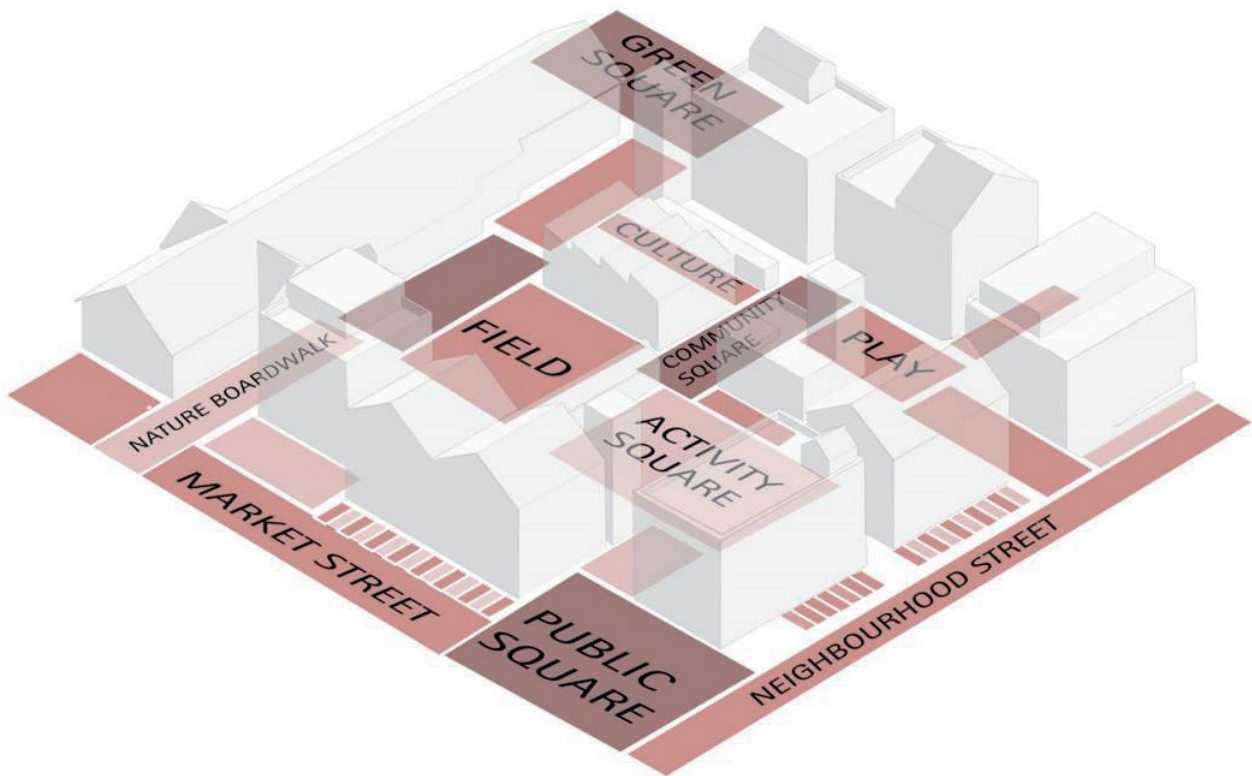 GREEN
SQUARE
CULTURE
COMMUNITY
SQUARE
PLAY
FIELD
NATURE BOARDWALK
ACTIVITY
SQUARE
MARKET STREET
PUBLIC
SQUARE
NEIGHBOURHOOD STREET